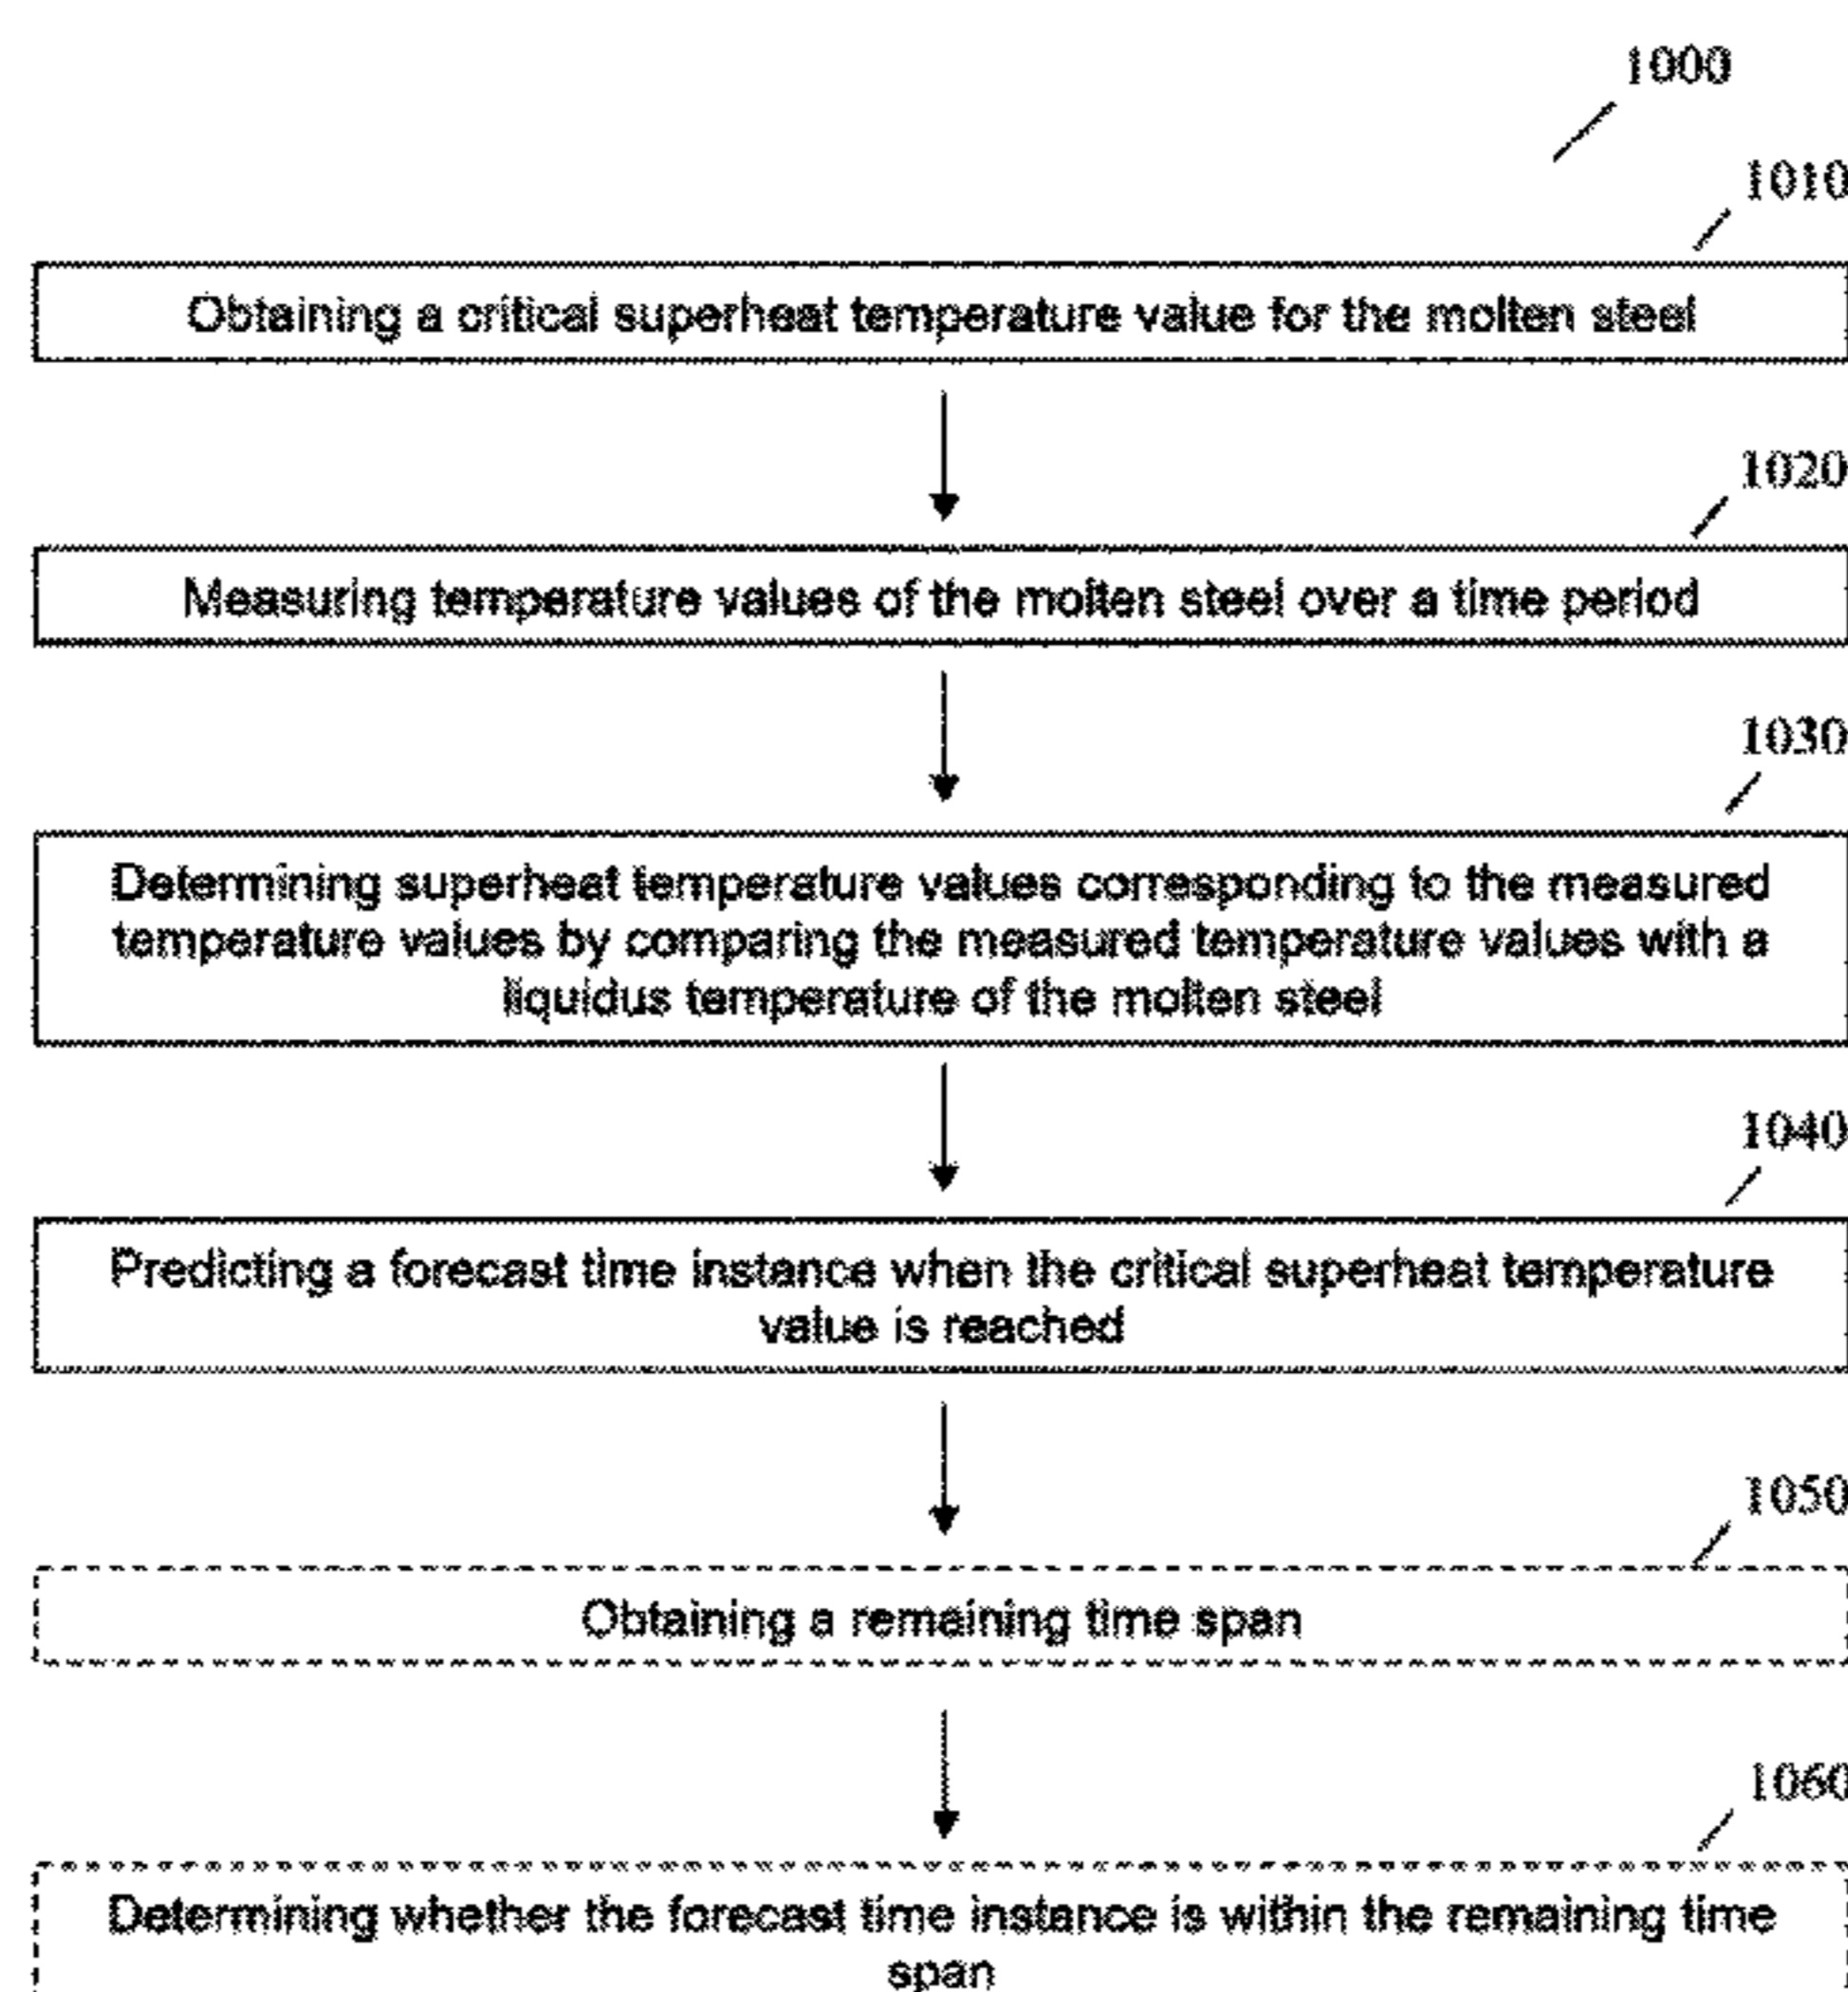 1000
1010
Obtaining a critical superheat temperature value for the molten steel
1020
Measuring temperature values of the molten steel over a time period
1030
Determining superheat temperature values corresponding to the measured
temperature values by comparing the measured temperature values with a
liquidus temperature of the molten steel
1040
Predicting a forecast time instance when the critical superheat temperature
value is reached
1050
Obtaining a remaining time span
1060
Determining whether the forecast time instance is within the remaining time
span